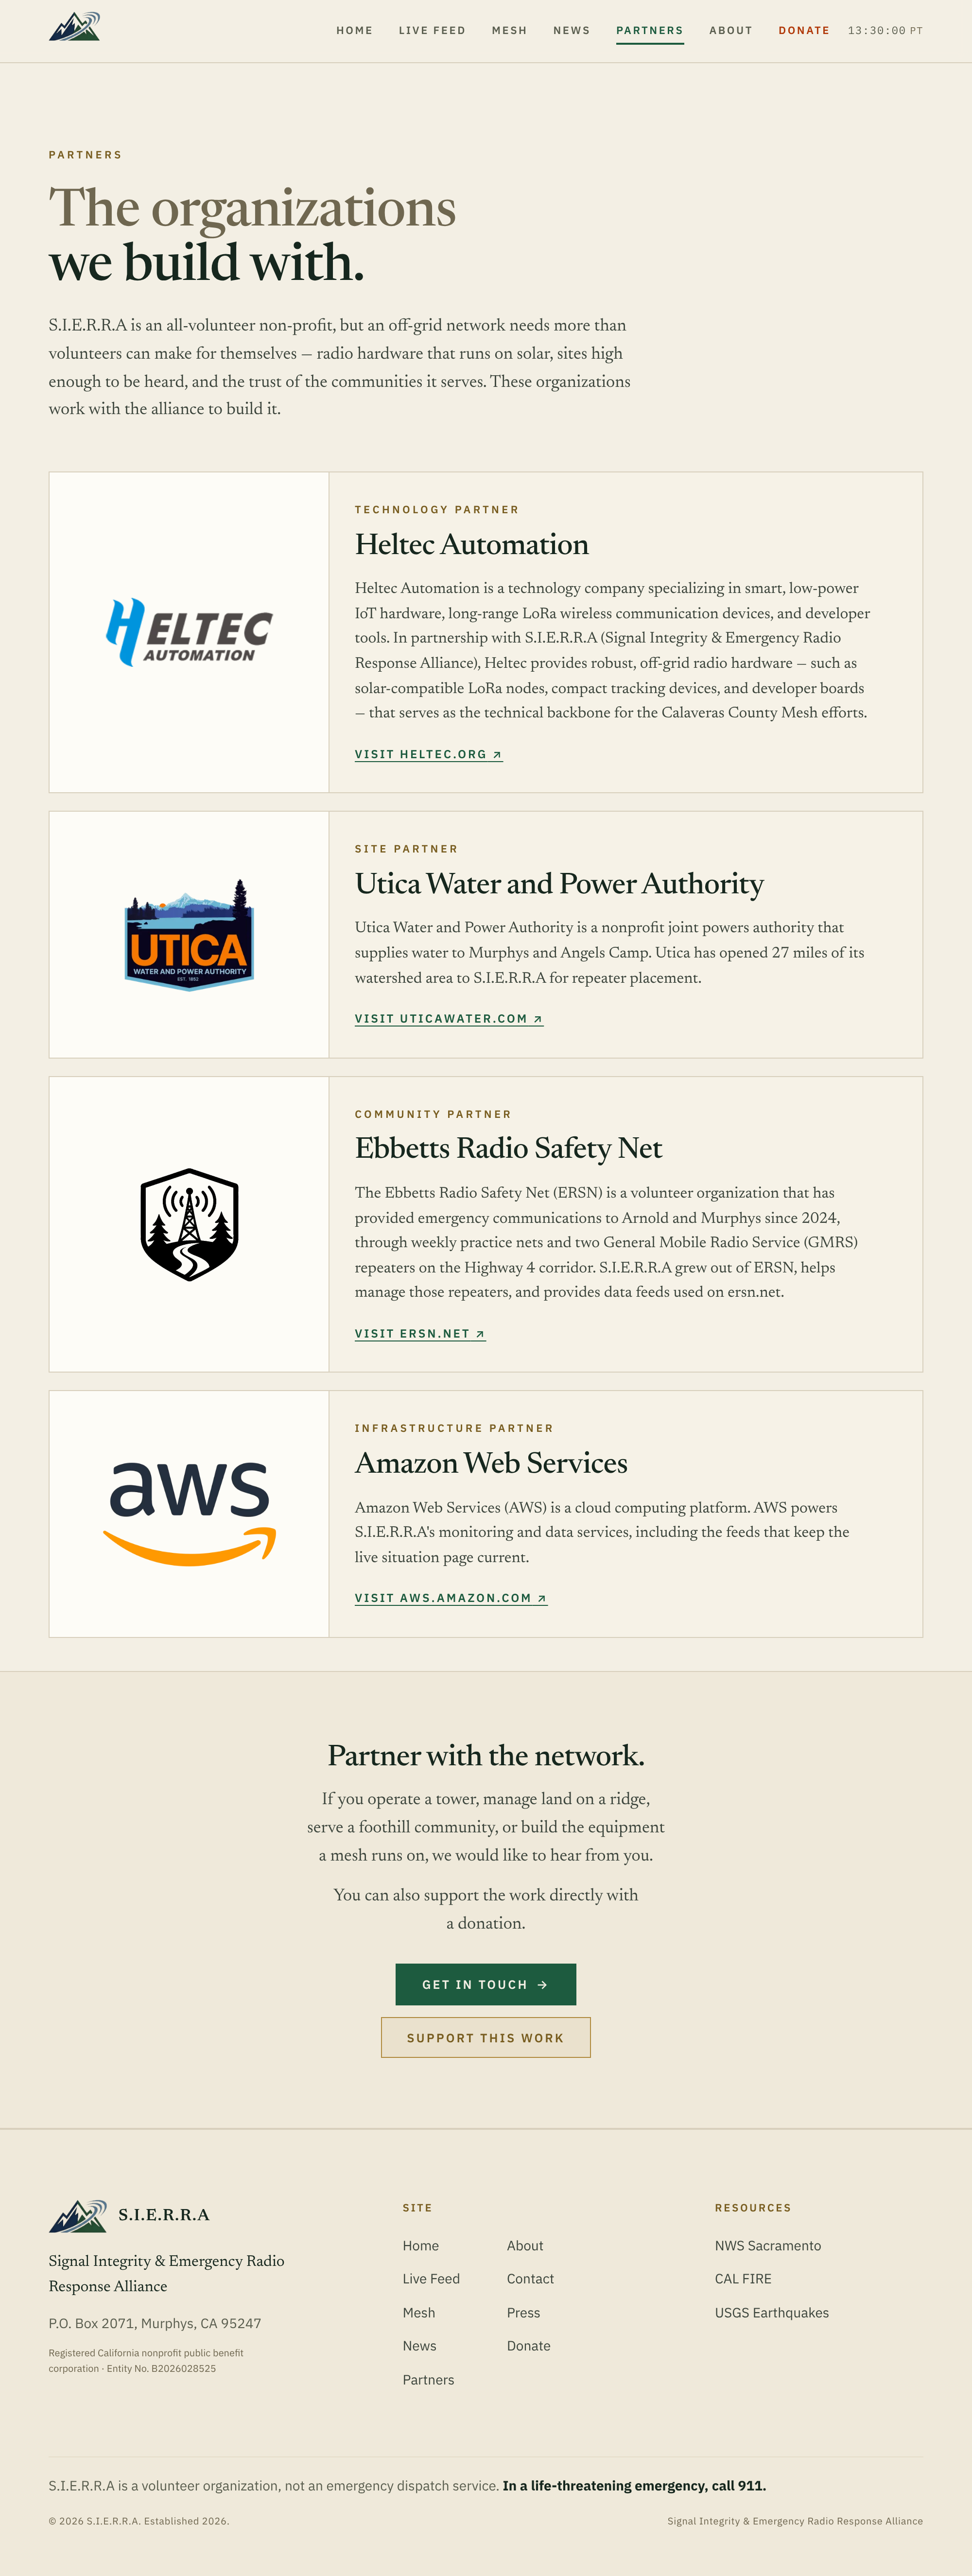 HOME LIVE FEED MESH NEWS PARTNERS ABOUT DONATE 13:30:00 PT
PARTNERS
The organizations
we build with.
S.I.E.R.R.A is an all-volunteer non-profit, but an off-grid network needs more than
volunteers can make for themselves — radio hardware that runs on solar, sites high
enough to be heard, and the trust of the communities it serves. These organizations
work with the alliance to build it.
HELTEC
AUTOMATION
TECHNOLOGY PARTNER
Heltec Automation
Heltec Automation is a technology company specializing in smart, low-power
IoT hardware, long-range LoRa wireless communication devices, and developer
tools. In partnership with S.I.E.R.R.A (Signal Integrity & Emergency Radio
Response Alliance), Heltec provides robust, off-grid radio hardware — such as
solar-compatible LoRa nodes, compact tracking devices, and developer boards
— that serves as the technical backbone for the Calaveras County Mesh efforts.
VISIT HELTEC.ORG ↗
UTICA
WATER AND POWER AUTHORITY
EST. 1852
SITE PARTNER
Utica Water and Power Authority
Utica Water and Power Authority is a nonprofit joint powers authority that
supplies water to Murphys and Angels Camp. Utica has opened 27 miles of its
watershed area to S.I.E.R.R.A for repeater placement.
VISIT UTICAWATER.COM ↗
COMMUNITY PARTNER
Ebbetts Radio Safety Net
The Ebbetts Radio Safety Net (ERSN) is a volunteer organization that has
provided emergency communications to Arnold and Murphys since 2024,
through weekly practice nets and two General Mobile Radio Service (GMRS)
repeaters on the Highway 4 corridor. S.I.E.R.R.A grew out of ERSN, helps
manage those repeaters, and provides data feeds used on ersn.net.
VISIT ERSN.NET ↗
aws
INFRASTRUCTURE PARTNER
Amazon Web Services
Amazon Web Services (AWS) is a cloud computing platform. AWS powers
S.I.E.R.R.A's monitoring and data services, including the feeds that keep the
live situation page current.
VISIT AWS.AMAZON.COM ↗
Partner with the network.
If you operate a tower, manage land on a ridge,
serve a foothill community, or build the equipment
a mesh runs on, we would like to hear from you.
You can also support the work directly with
a donation.
GET IN TOUCH →
SUPPORT THIS WORK
S.I.E.R.R.A
Signal Integrity & Emergency Radio
Response Alliance
P.O. Box 2071, Murphys, CA 95247
Registered California nonprofit public benefit
corporation · Entity No. B2026028525
SITE
Home
Live Feed
Mesh
News
Partners
About
Contact
Press
Donate
RESOURCES
NWS Sacramento
CAL FIRE
USGS Earthquakes
S.I.E.R.R.A is a volunteer organization, not an emergency dispatch service. In a life-threatening emergency, call 911.
© 2026 S.I.E.R.R.A. Established 2026.
Signal Integrity & Emergency Radio Response Alliance